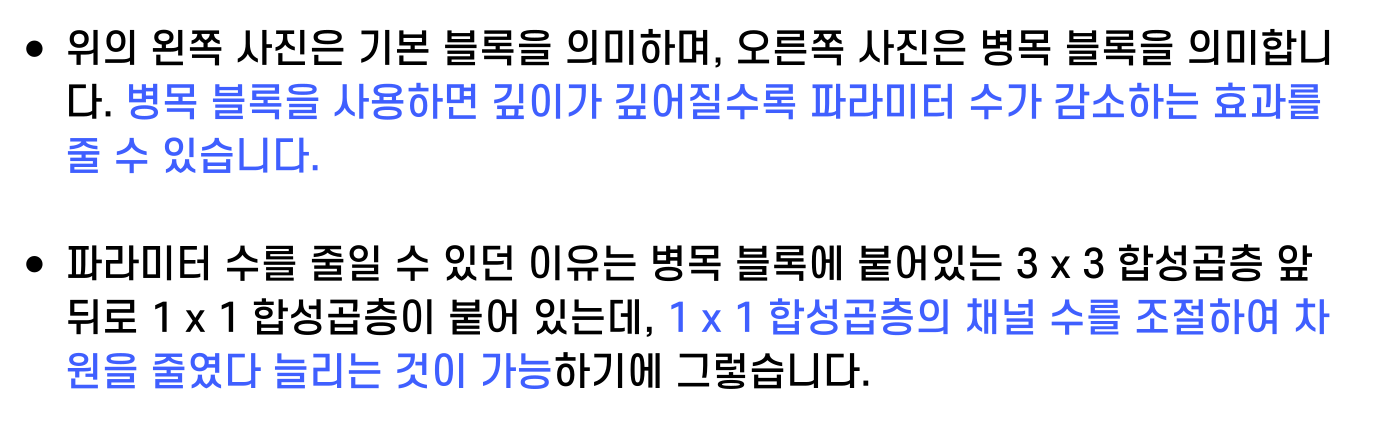 • 위의 왼쪽 사진은 기본 블록을 의미하며, 오른쪽 사진은 병목 블록을 의미합니
다. 병목 블록을 사용하면 깊이가 깊어질수록 파라미터 수가 감소하는 효과를
줄 수 있습니다.
• 파라미터 수를 줄일 수 있던 이유는 병목 블록에 붙어있는 3 x 3 합성곱층 앞
뒤로 1 x 1 합성곱층이 붙어 있는데, 1 x 1 합성곱층의 채널 수를 조절하여 차
원을 줄였다 늘리는 것이 가능하기에 그렇습니다.